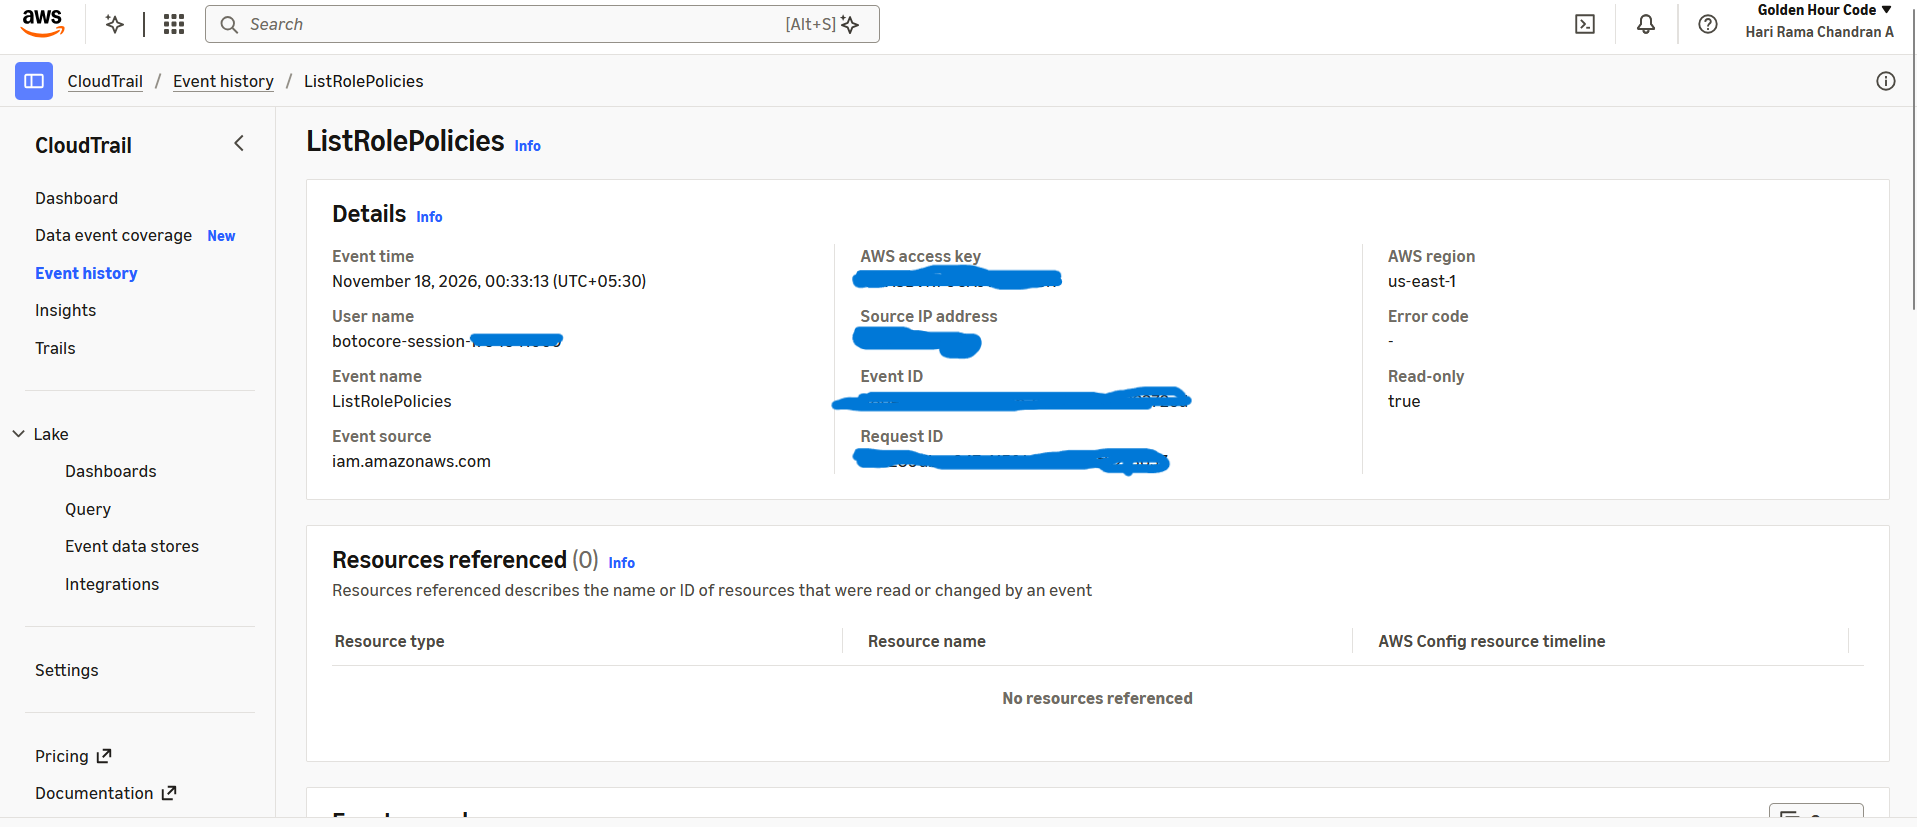 aws
Search [Alt+S]
Golden Hour Code
Hari Rama Chandran A
CloudTrail / Event history / ListRolePolicies
CloudTrail
Dashboard
Data event coverage New
Event history
Insights
Trails
Lake
Dashboards
Query
Event data stores
Integrations
Settings
Pricing
Documentation
ListRolePolicies Info
Details Info
Event time
November 18, 2026, 00:33:13 (UTC+05:30)
User name
botocore-session-
Event name
ListRolePolicies
Event source
iam.amazonaws.com
AWS access key
Source IP address
Event ID
Request ID
AWS region
us-east-1
Error code
-
Read-only
true
Resources referenced (0) Info
Resources referenced describes the name or ID of resources that were read or changed by an event
Resource type Resource name AWS Config resource timeline
No resources referenced